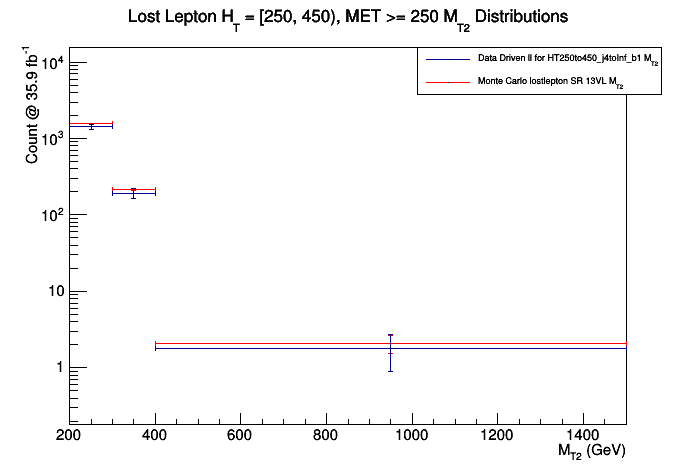 Lost Lepton H_T = [250, 450), MET >= 250 M_T2 Distributions
Data Driven II for HT250to450_j4toInf_b1 M_T2
Monte Carlo lostlepton SR 13VL M_T2
Count @ 35.9 fb^-1
10^4
10^3
10^2
10
1
200 400 600 800 1000 1200 1400
M_T2 (GeV)